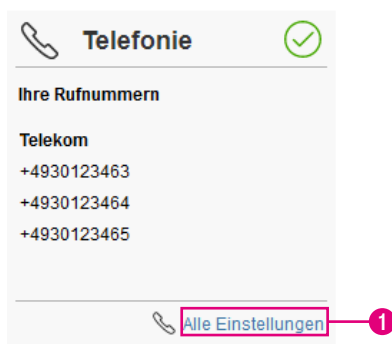 Telefonie
Ihre Rufnummern
Telekom
+4930123463
+4930123464
+4930123465
Alle Einstellungen
1